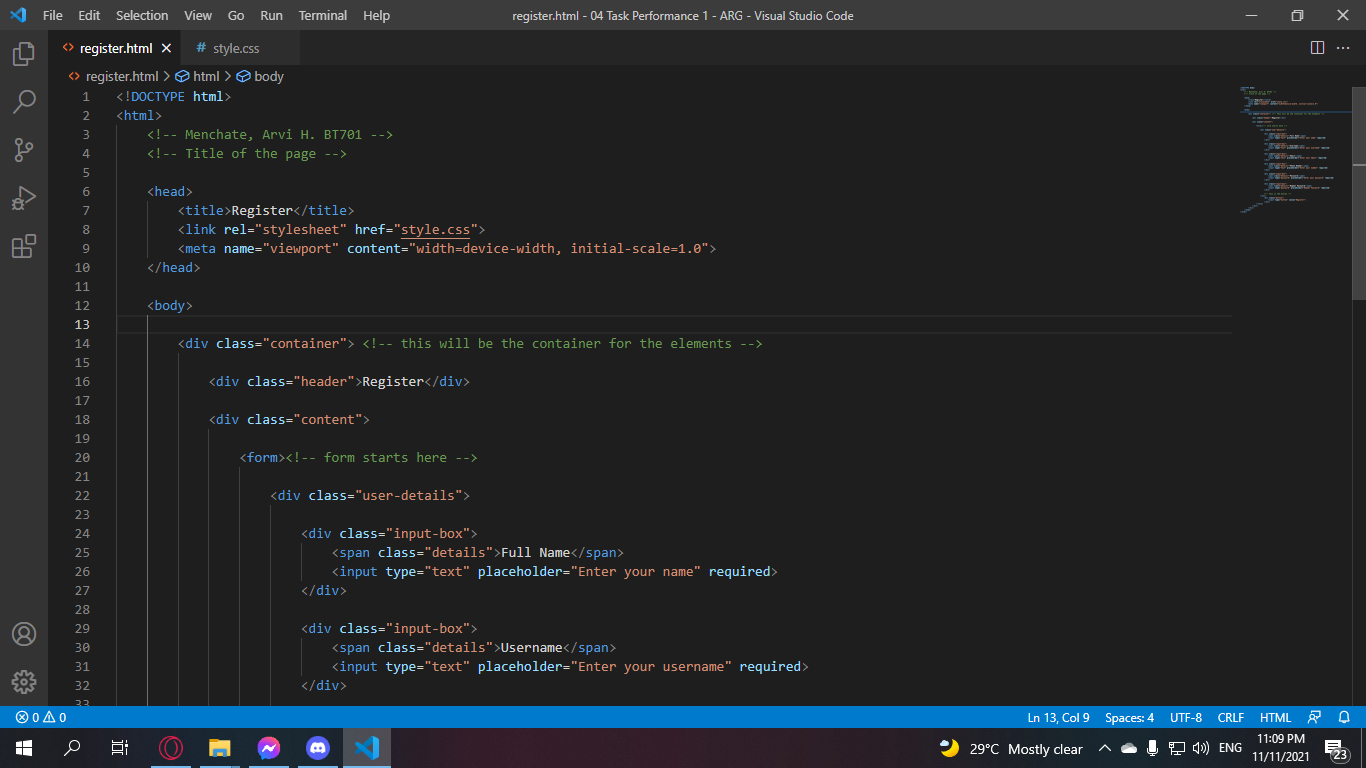 File Edit Selection View Go Run Terminal Help register.html - 04 Task Performance 1 - ARG - Visual Studio Code
register.html style.css
register.html > html > body
1 <!DOCTYPE html>
2 <html>
3 <!-- Menchate, Arvi H. BT701 -->
4 <!-- Title of the page -->
5
6 <head>
7 <title>Register</title>
8 <link rel="stylesheet" href="style.css">
9 <meta name="viewport" content="width=device-width, initial-scale=1.0">
10 </head>
11
12 <body>
13
14 <div class="container"> <!-- this will be the container for the elements -->
15
16 <div class="header">Register</div>
17
18 <div class="content">
19
20 <form><!-- form starts here -->
21
22 <div class="user-details">
23
24 <div class="input-box">
25 <span class="details">Full Name</span>
26 <input type="text" placeholder="Enter your name" required>
27 </div>
28
29 <div class="input-box">
30 <span class="details">Username</span>
31 <input type="text" placeholder="Enter your username" required>
32 </div>
33
0 0 Ln 13, Col 9 Spaces: 4 UTF-8 CRLF HTML
29°C Mostly clear ENG 11:09 PM
11/11/2021 23